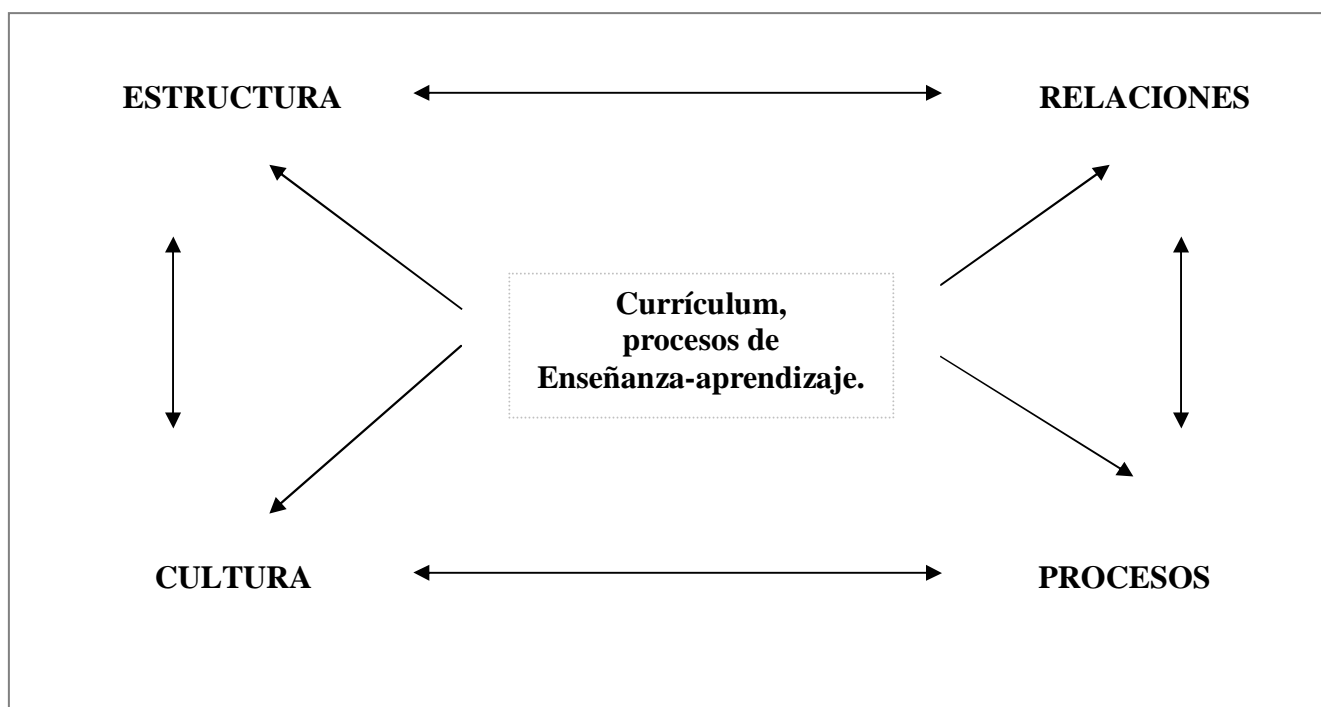 ESTRUCTURA
RELACIONES
Currículum,
procesos de
Enseñanza-aprendizaje.
CULTURA
PROCESOS